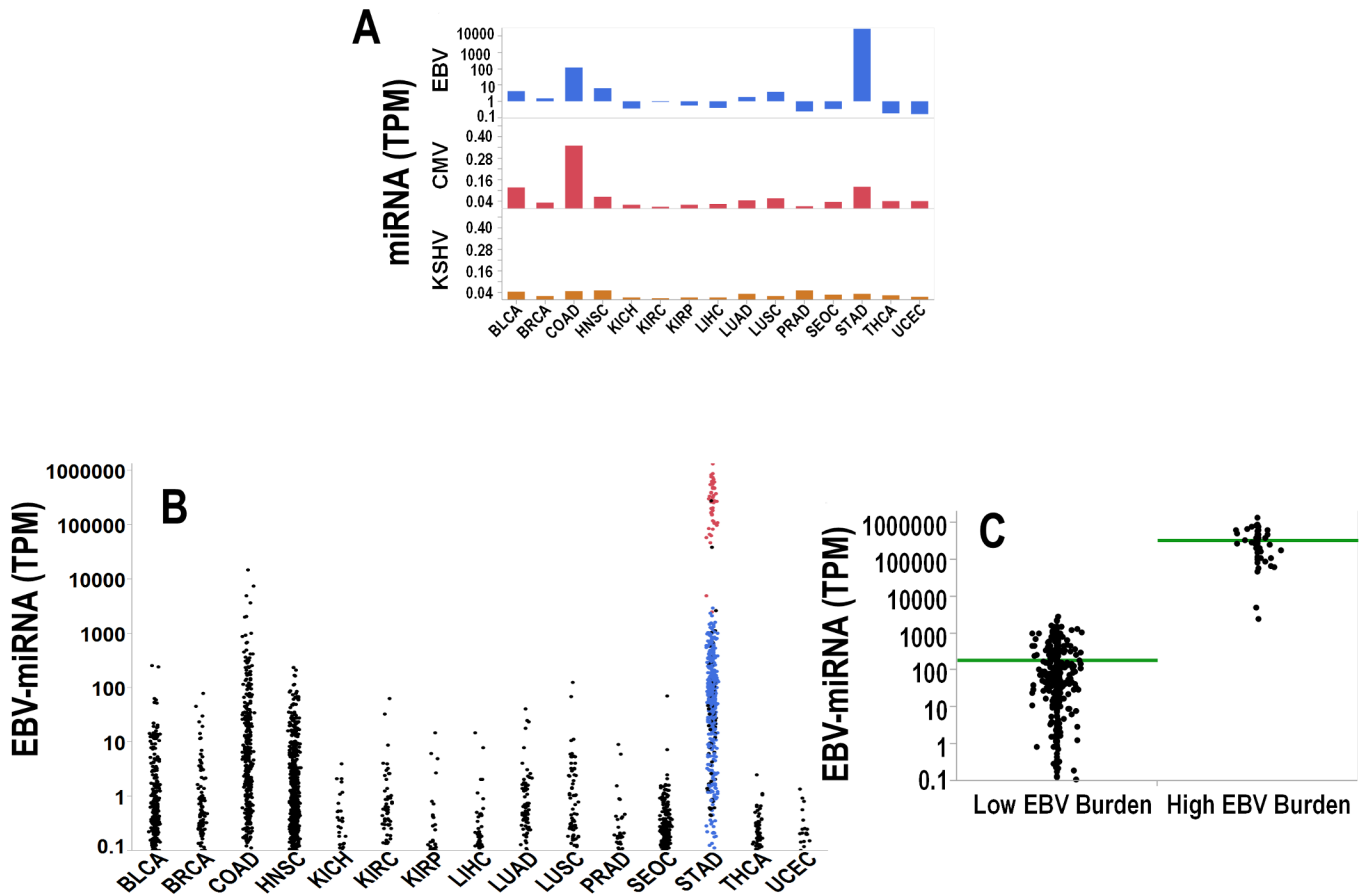 A
miRNA (TPM)
EBV
10000
1000
100
10
1
0.1
CMV
0.40
0.28
0.16
0.04
KSHV
0.40
0.28
0.16
0.04
BLCA BRCA COAD HNSC KICH KIRC KIRP LIHC LUAD LUSC PRAD SEOC STAD THCA UCEC
B
EBV-miRNA (TPM)
1000000
100000
10000
1000
100
10
1
0.1
BLCA BRCA COAD HNSC KICH KIRC KIRP LIHC LUAD LUSC PRAD SEOC STAD THCA UCEC
C
EBV-miRNA (TPM)
1000000
100000
10000
1000
100
10
1
0.1
Low EBV Burden High EBV Burden